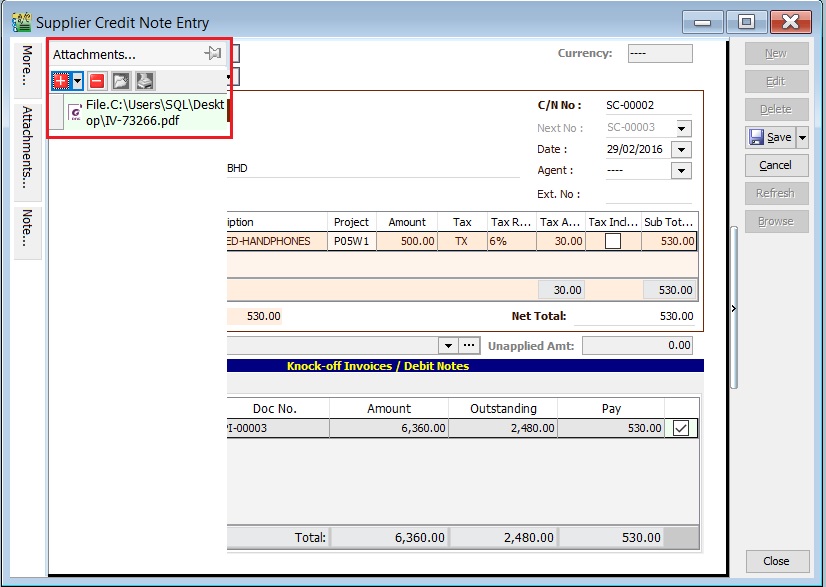 Supplier Credit Note Entry
More...
Attachments...
Note...
Attachments...
File.C:\Users\SQL\Deskt
op\IV-73266.pdf
Currency: ----
C/N No : SC-00002
Next No : SC-00003
Date : 29/02/2016
Agent : ----
Ext. No :
BHD
iption Project Amount Tax Tax R... Tax A... Tax Incl... Sub Tot...
ED-HANDPHONES P05W1 500.00 TX 6% 30.00 530.00
30.00 530.00
530.00 Net Total: 530.00
Unapplied Amt: 0.00
Knock-off Invoices / Debit Notes
Doc No. Amount Outstanding Pay
PI-00003 6,360.00 2,480.00 530.00
Total: 6,360.00 2,480.00 530.00
New
Edit
Delete
Save
Cancel
Refresh
Browse
Close